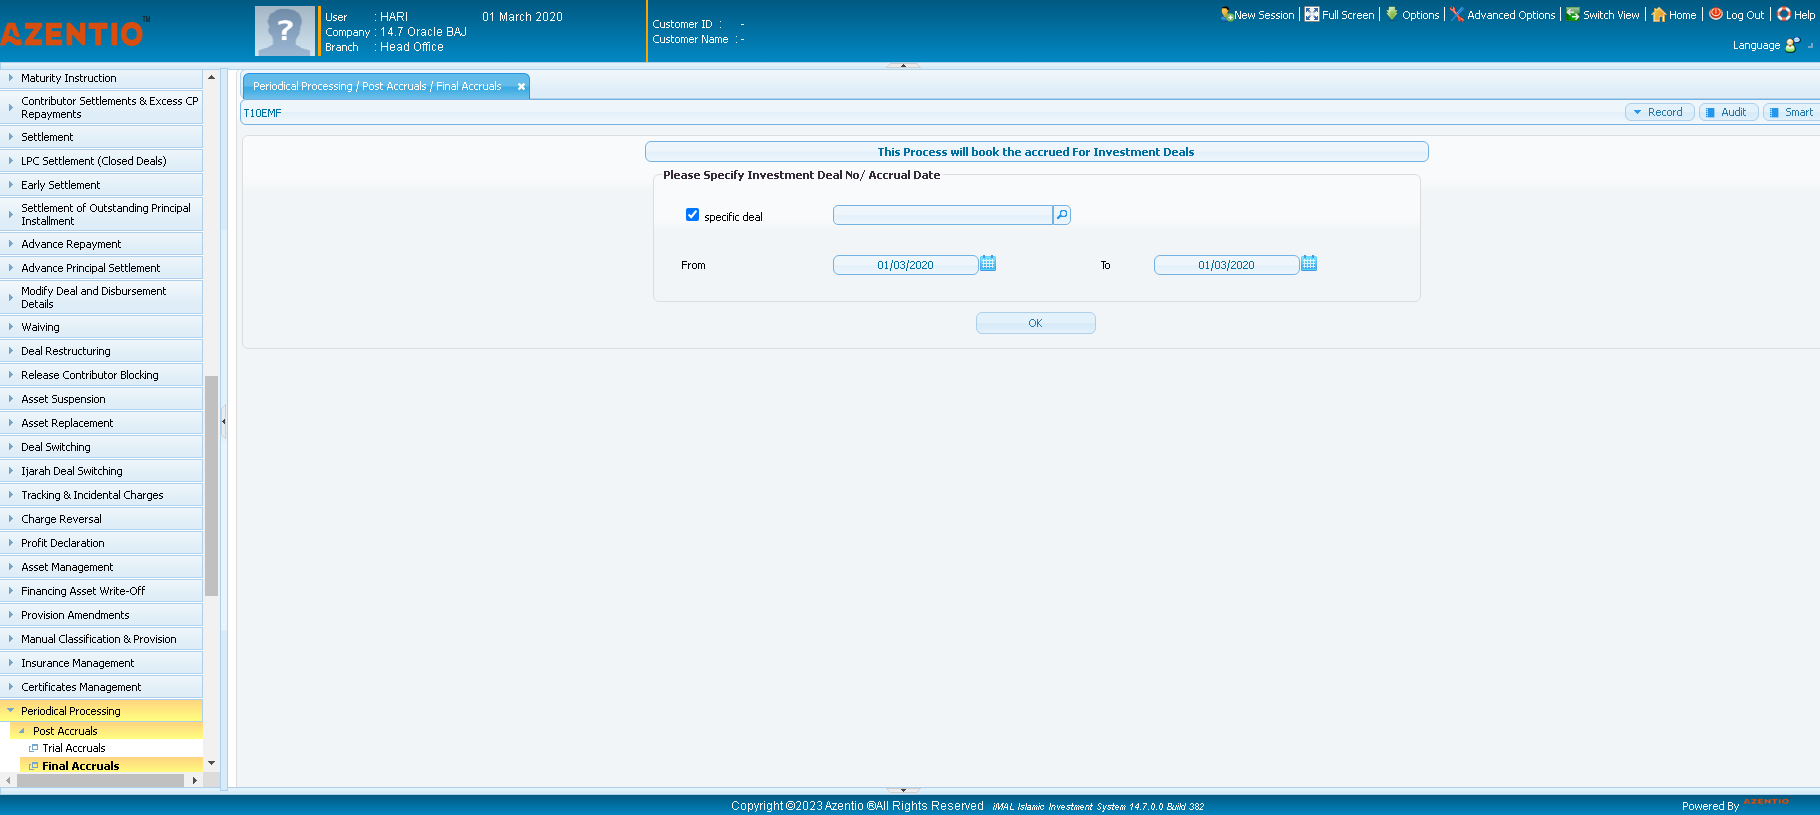 AZENTIO TM
User : HARI 01 March 2020
Company : 14.7 Oracle BAJ
Branch : Head Office
Customer ID : -
Customer Name : -
New Session Full Screen Options Advanced Options Switch View Home Log Out Help
Language
Maturity Instruction
Contributor Settlements & Excess CP
Repayments
Settlement
LPC Settlement (Closed Deals)
Early Settlement
Settlement of Outstanding Principal
Installment
Advance Repayment
Advance Principal Settlement
Modify Deal and Disbursement
Details
Waiving
Deal Restructuring
Release Contributor Blocking
Asset Suspension
Asset Replacement
Deal Switching
Ijarah Deal Switching
Tracking & Incidental Charges
Charge Reversal
Profit Declaration
Asset Management
Financing Asset Write-Off
Provision Amendments
Manual Classification & Provision
Insurance Management
Certificates Management
Periodical Processing
Post Accruals
Trial Accruals
Final Accruals
Periodical Processing / Post Accruals / Final Accruals
T10EMF
Record Audit Smart
This Process will book the accrued For Investment Deals
Please Specify Investment Deal No/ Accrual Date
specific deal
From 01/03/2020 To 01/03/2020
OK
Copyright ©2023 Azentio ®All Rights Reserved iMAL Islamic Investment System 14.7.0.0 Build 382
Powered By AZENTIO